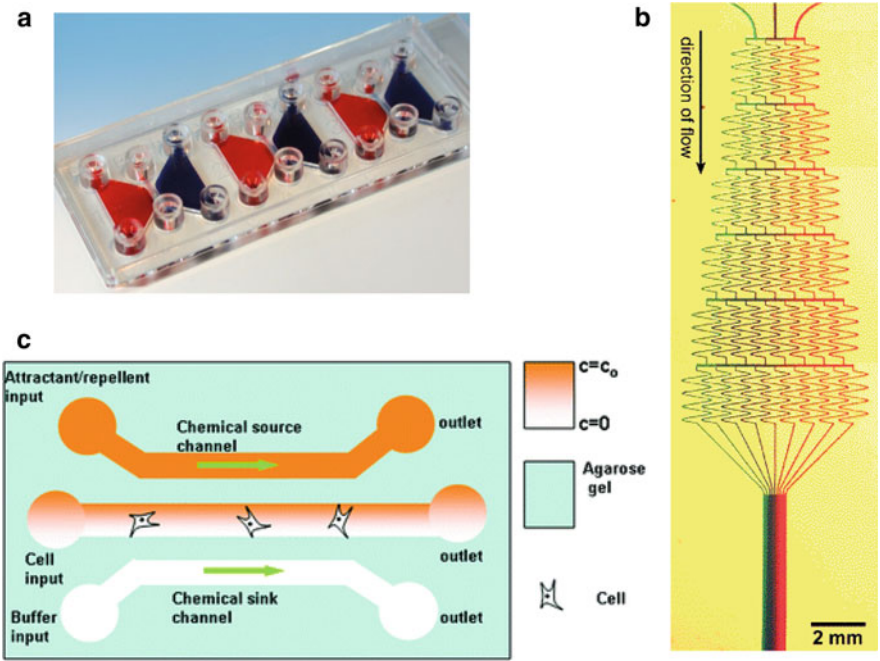 a
b
direction of flow
2 mm
c
Attractant/repellent
input
Chemical source
channel
outlet
Cell
input
outlet
Buffer
input
Chemical sink
channel
outlet
c=c₀
c=0
Agarose
gel
Cell